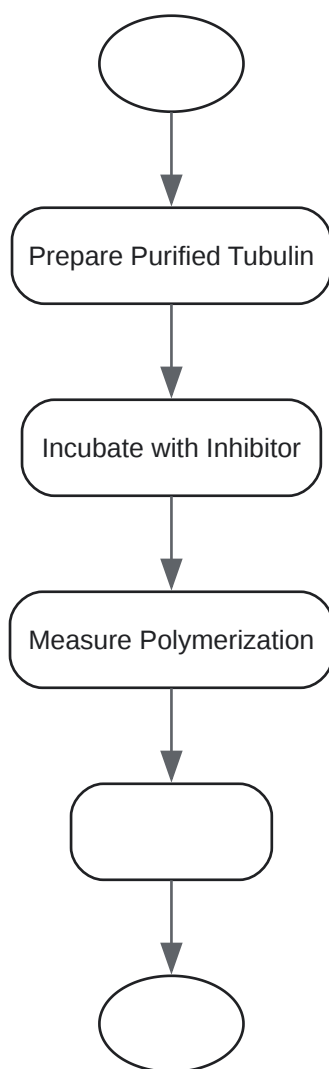 Prepare Purified Tubulin
Incubate with Inhibitor
Measure Polymerization